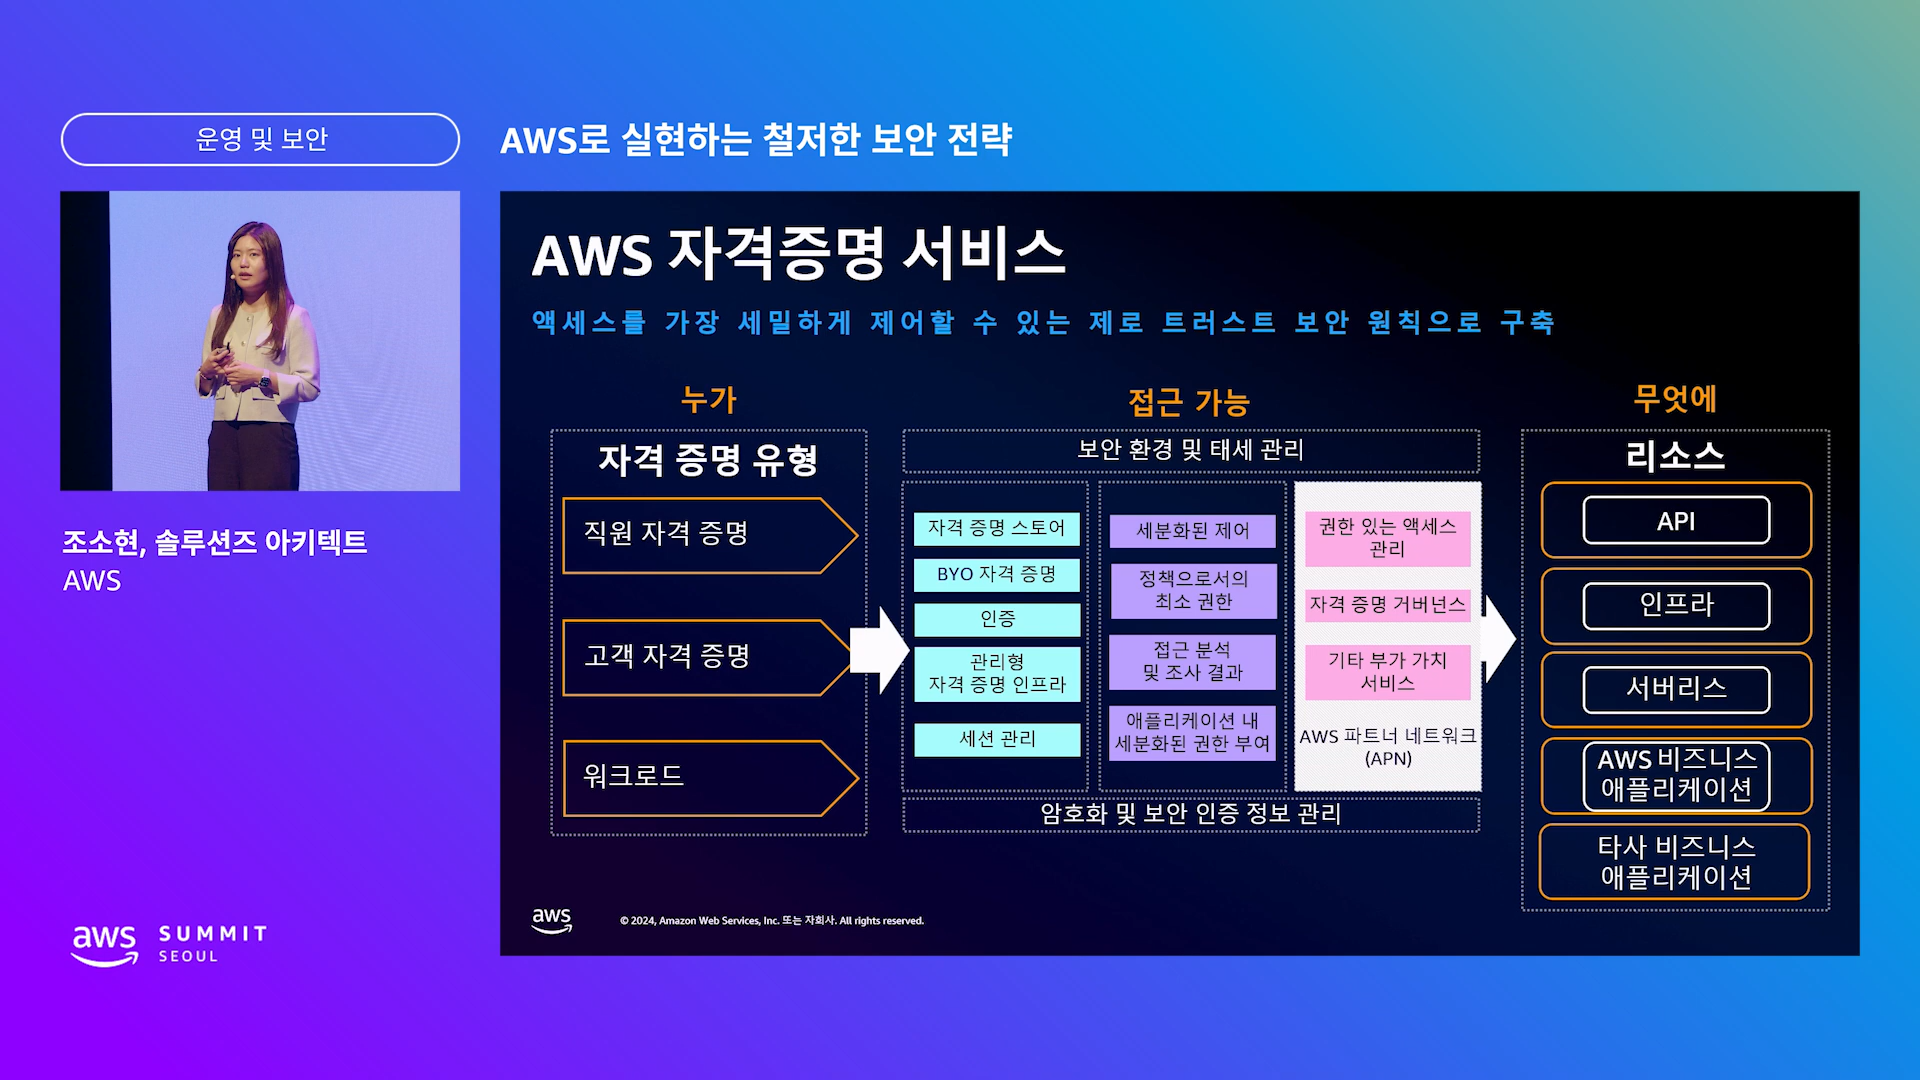 운영 및 보안
AWS로 실현하는 철저한 보안 전략
조소현, 솔루션즈 아키텍트
AWS
aws SUMMIT
SEOUL
AWS 자격증명 서비스
액세스를 가장 세밀하게 제어할 수 있는 제로 트러스트 보안 원칙으로 구축
누가
자격 증명 유형
직원 자격 증명
고객 자격 증명
워크로드
접근 가능
보안 환경 및 태세 관리
자격 증명 스토어
BYO 자격 증명
인증
관리형
자격 증명 인프라
세션 관리
세분화된 제어
정책으로서의
최소 권한
접근 분석
및 조사 결과
애플리케이션 내
세분화된 권한 부여
권한 있는 액세스
관리
자격 증명 거버넌스
기타 부가 가치
서비스
AWS 파트너 네트워크
(APN)
암호화 및 보안 인증 정보 관리
무엇에
리소스
API
인프라
서버리스
AWS 비즈니스
애플리케이션
타사 비즈니스
애플리케이션
aws
© 2024, Amazon Web Services, Inc. 또는 자회사. All rights reserved.